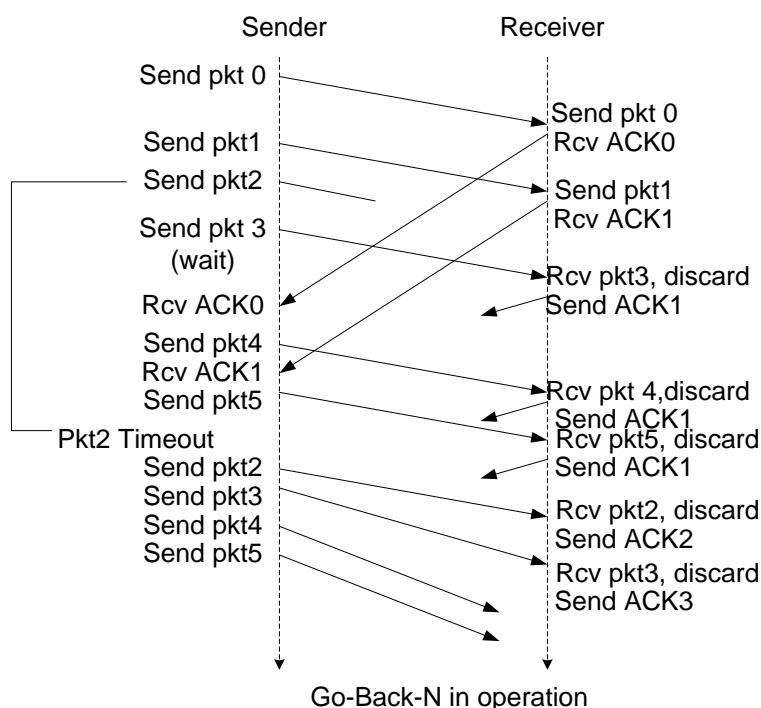 Sender
Receiver
Send pkt 0
Send pkt 0
Rcv ACK0
Send pkt1
Send pkt2
Send pkt1
Rcv ACK1
Send pkt 3
(wait)
Rcv pkt3, discard
Send ACK1
Rcv ACK0
Send pkt4
Rcv ACK1
Send pkt5
Rcv pkt 4,discard
Send ACK1
Pkt2 Timeout
Rcv pkt5, discard
Send ACK1
Send pkt2
Send pkt3
Send pkt4
Send pkt5
Rcv pkt2, discard
Send ACK2
Rcv pkt3, discard
Send ACK3
Go-Back-N in operation